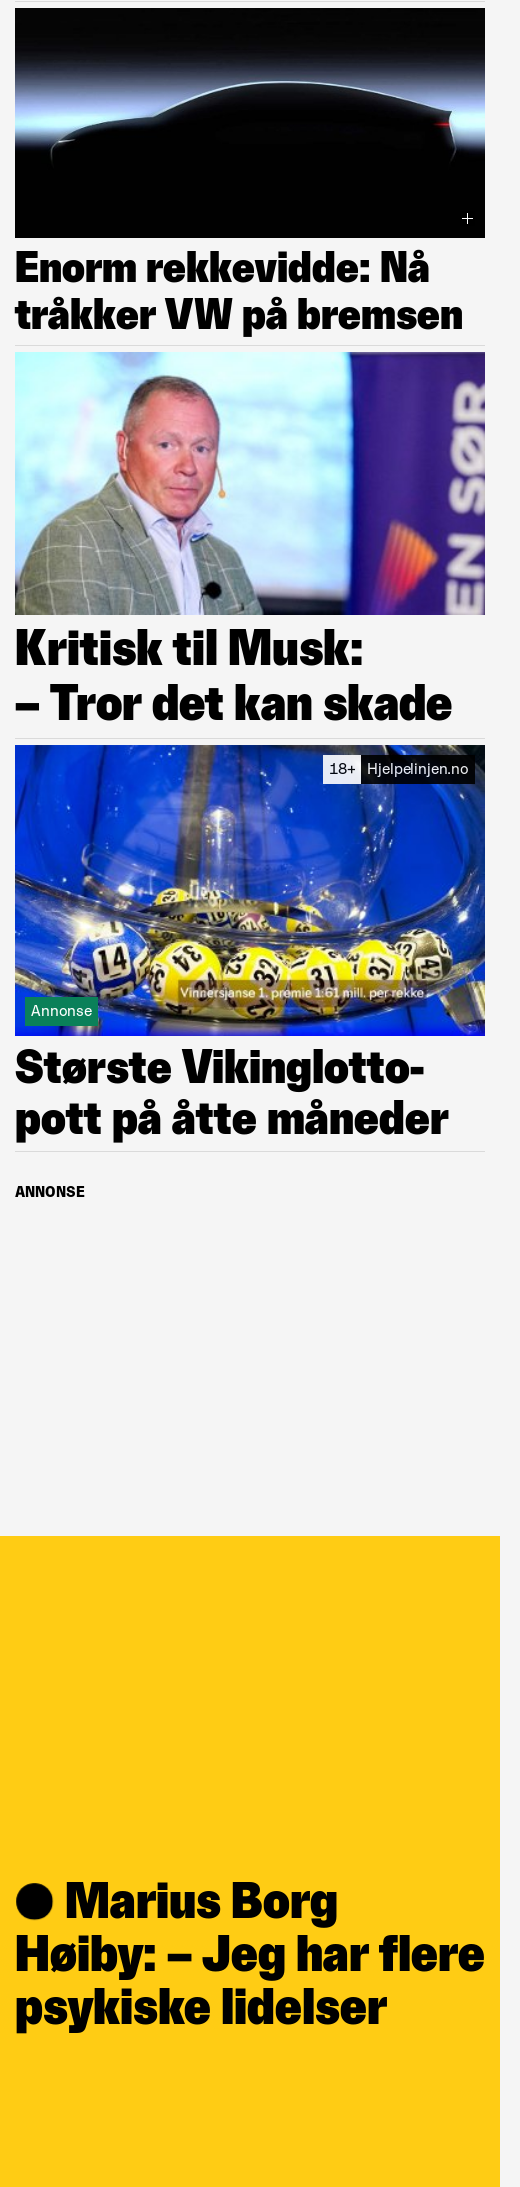 +
Enorm rekkevidde: Nå
tråkker VW på bremsen
EN SØR
Kritisk til Musk:
– Tror det kan skade
18+ Hjelpelinjen.no
14
34
32
31
37
42
Vinnersjanse 1. premie 1:61 mill. per rekke
Annonse
Største Vikinglotto-
pott på åtte måneder
ANNONSE
● Marius Borg
Høiby: – Jeg har flere
psykiske lidelser